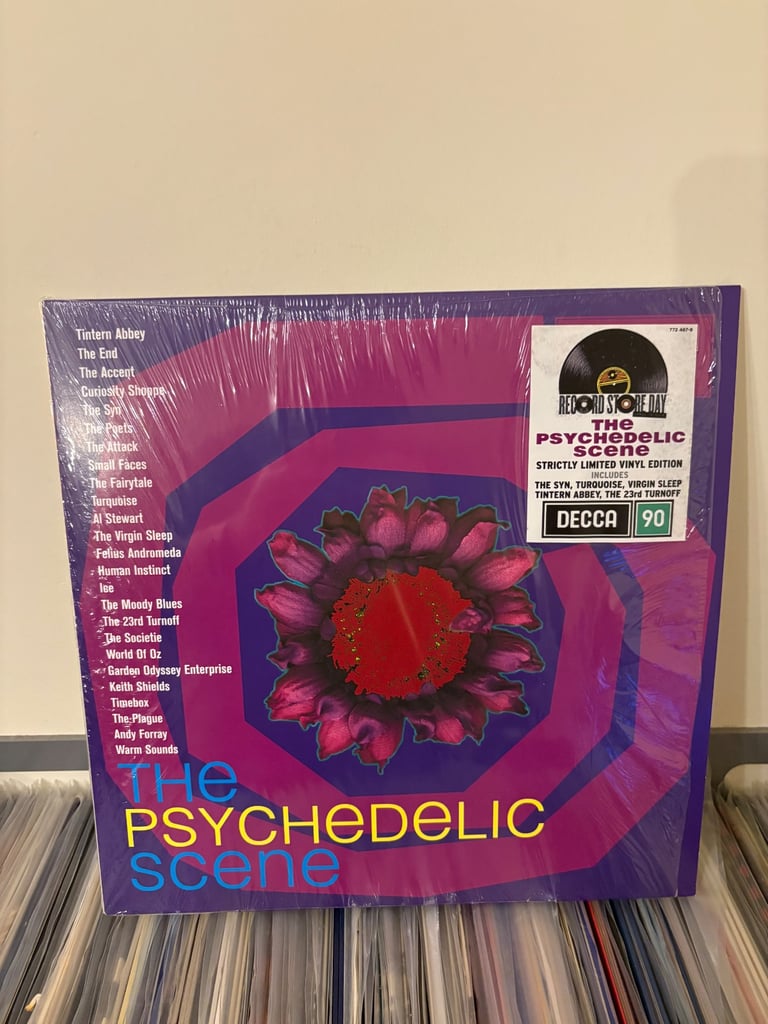 Tintern Abbey
The End
The Accent
Curiosity Shoppe
The Syn
The Poets
The Attack
Small Faces
The Fairytale
Turquoise
Al Stewart
The Virgin Sleep
Felius Andromeda
Human Instinct
Ice
The Moody Blues
The 23rd Turnoff
The Societie
World Of Oz
Garden Odyssey Enterprise
Keith Shields
Timebox
The Plague
Andy Forray
Warm Sounds
THe
PSYCHeDeLIC
scene
RECORD STORE DAY
THe
PSYCHeDeLIC
scene
STRICTLY LIMITED VINYL EDITION
INCLUDES
THE SYN, TURQUOISE, VIRGIN SLEEP
TINTERN ABBEY, THE 23rd TURNOFF
DECCA 90